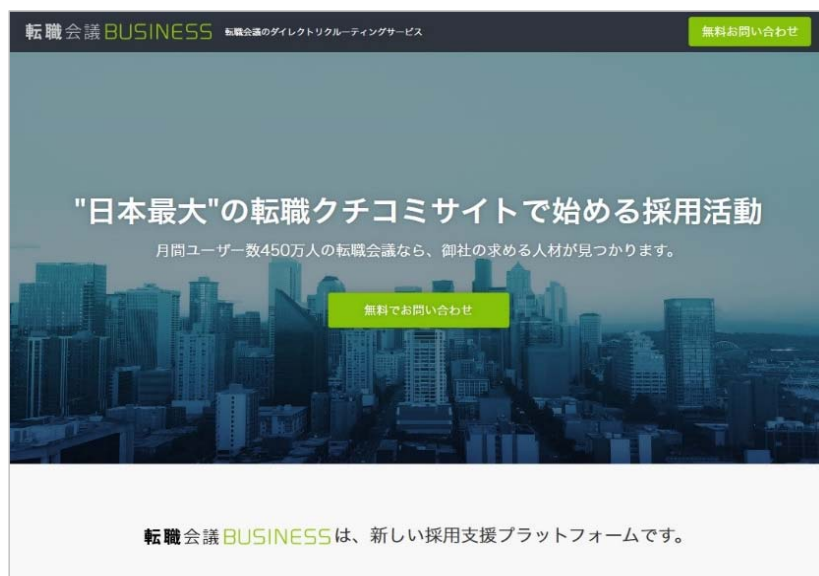 転職会議BUSINESS 転職会議のダイレクトリクルーティングサービス 無料お問い合わせ
"日本最大"の転職クチコミサイトで始める採用活動
月間ユーザー数450万人の転職会議なら、御社の求める人材が見つかります。
無料でお問い合わせ
転職会議BUSINESSは、新しい採用支援プラットフォームです。